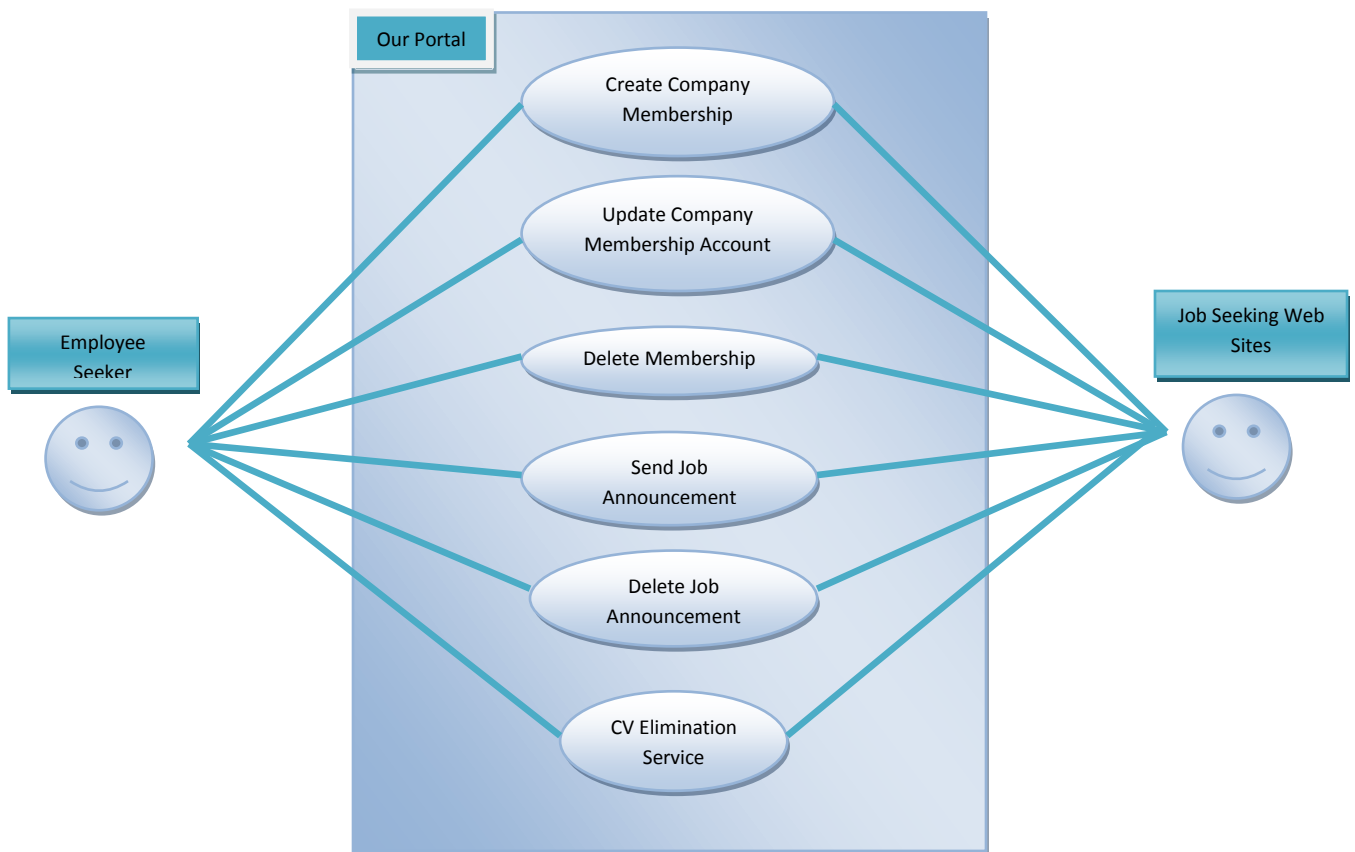 Our Portal
Create Company
Membership
Update Company
Membership Account
Employee
Seeker
Job Seeking Web
Sites
Delete Membership
Send Job
Announcement
Delete Job
Announcement
CV Elimination
Service